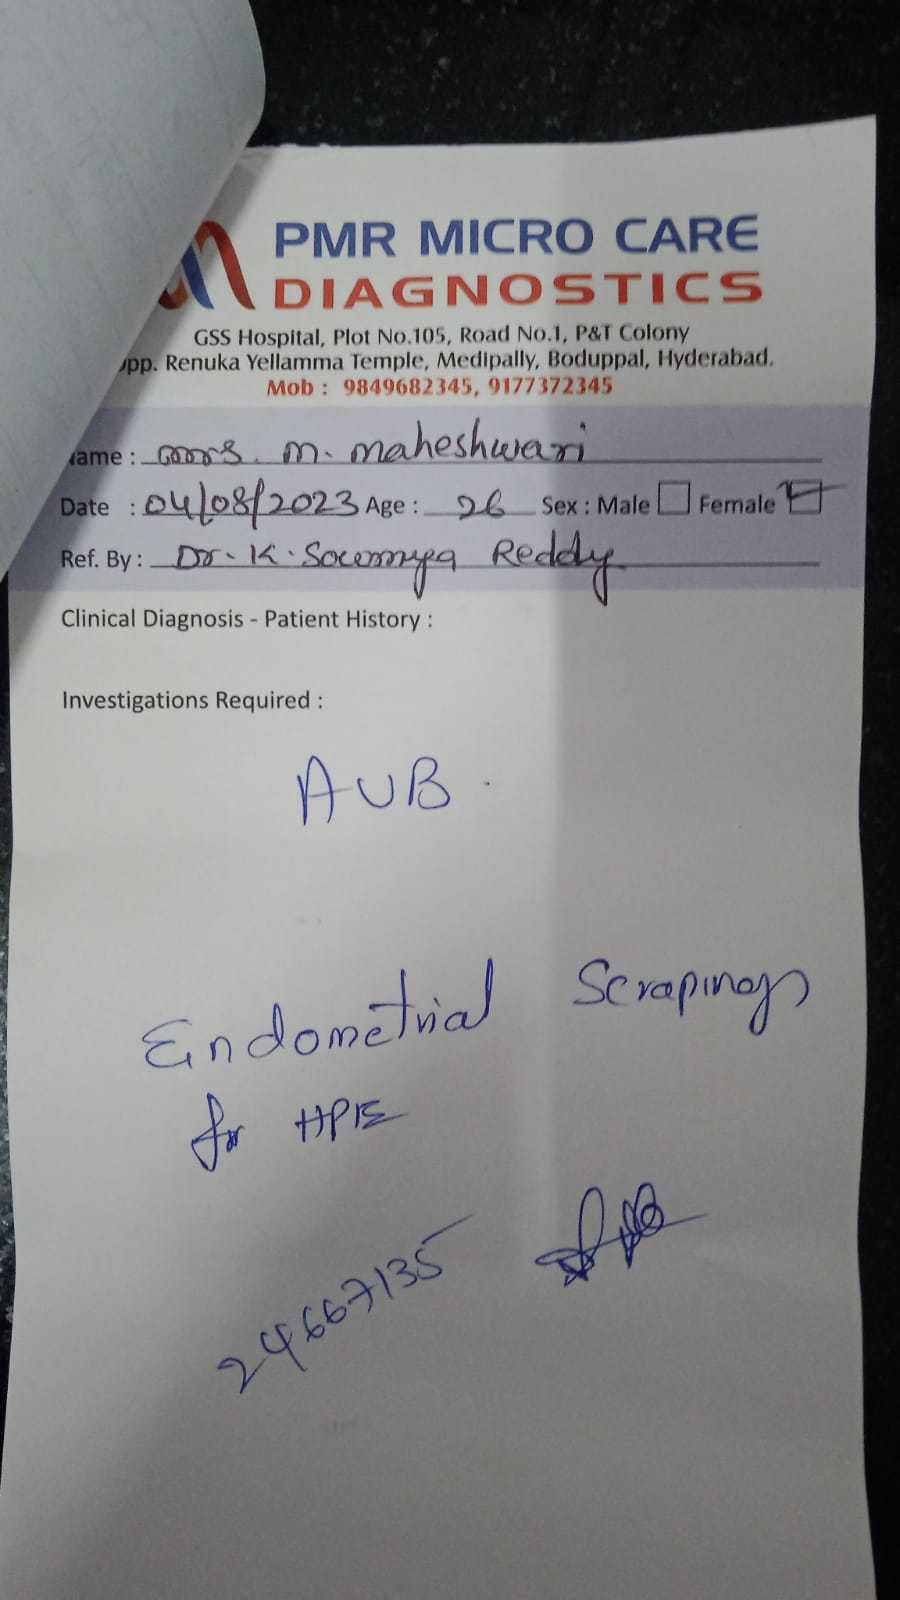 PMR MICRO CARE
DIAGNOSTICS
GSS Hospital, Plot No.105, Road No.1, P&T Colony
pp. Renuka Yellamma Temple, Medipally, Boduppal, Hyderabad.
Mob : 9849682345, 9177372345
ame : mrs. m. maheshwari
Date : 04/08/2023 Age : 26 Sex : Male Female
Ref. By : Dr. K. Soumya Reddy
Clinical Diagnosis - Patient History :
Investigations Required :
AUB.
Endometrial Scrapings
for HPE
24667135